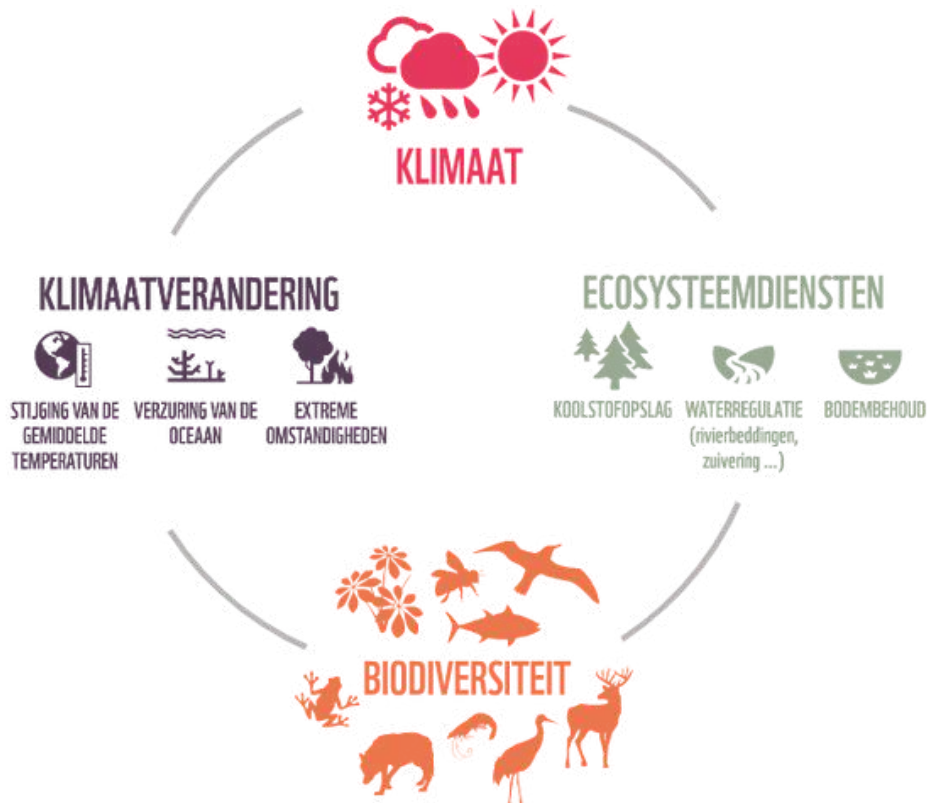 KLIMAAT
KLIMAATVERANDERING
STIJGING VAN DE
GEMIDDELDE
TEMPERATUREN
VERZURING VAN DE
OCEAAN
EXTREME
OMSTANDIGHEDEN
ECOSYSTEEMDIENSTEN
KOOLSTOFOPSLAG
WATERREGULATIE
(rivierbeddingen,
zuivering ...)
BODEMBEHOUD
BIODIVERSITEIT